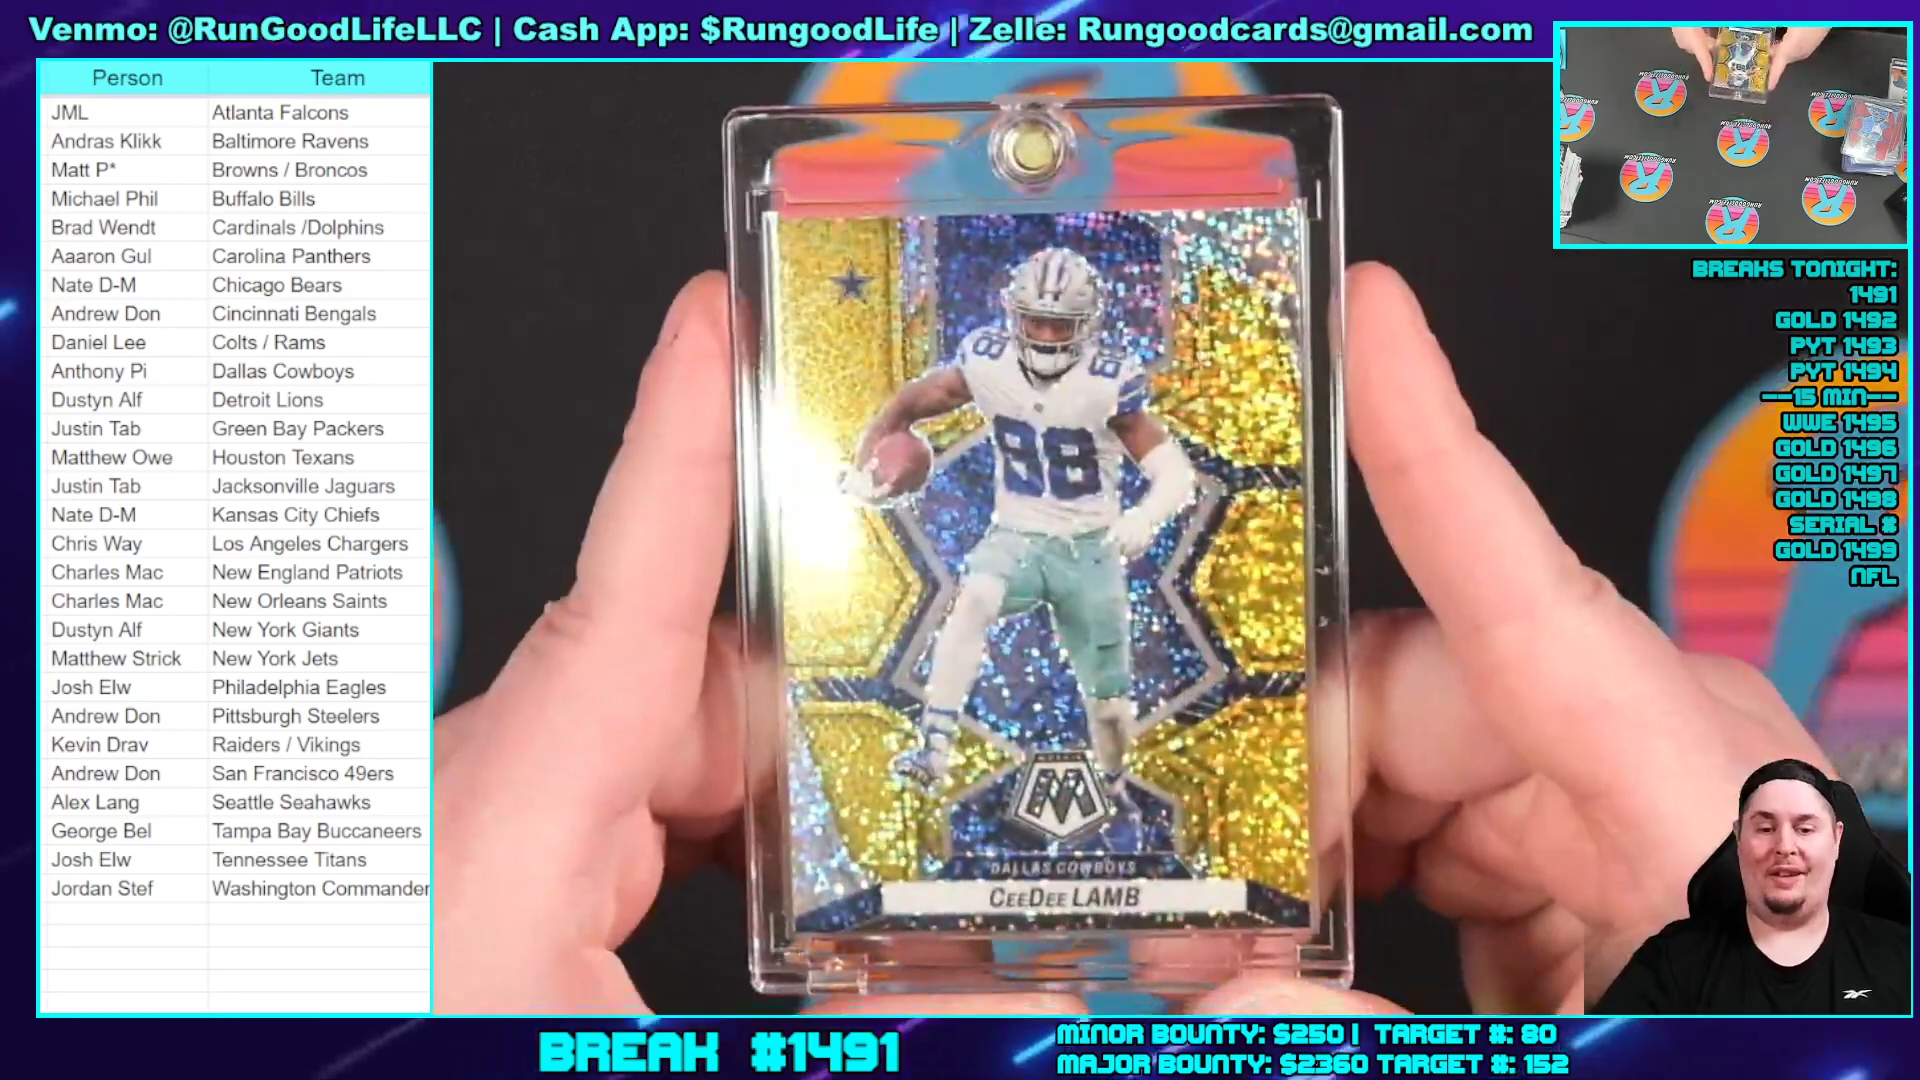 Venmo: @RunGoodLifeLLC | Cash App: $RungoodLife | Zelle: Rungoodcards@gmail.com
Person Team
JML Atlanta Falcons
Andras Klikk Baltimore Ravens
Matt P* Browns / Broncos
Michael Phil Buffalo Bills
Brad Wendt Cardinals /Dolphins
Aaaron Gul Carolina Panthers
Nate D-M Chicago Bears
Andrew Don Cincinnati Bengals
Daniel Lee Colts / Rams
Anthony Pi Dallas Cowboys
Dustyn Alf Detroit Lions
Justin Tab Green Bay Packers
Matthew Owe Houston Texans
Justin Tab Jacksonville Jaguars
Nate D-M Kansas City Chiefs
Chris Way Los Angeles Chargers
Charles Mac New England Patriots
Charles Mac New Orleans Saints
Dustyn Alf New York Giants
Matthew Strick New York Jets
Josh Elw Philadelphia Eagles
Andrew Don Pittsburgh Steelers
Kevin Drav Raiders / Vikings
Andrew Don San Francisco 49ers
Alex Lang Seattle Seahawks
George Bel Tampa Bay Buccaneers
Josh Elw Tennessee Titans
Jordan Stef Washington Commander
88
88
88
M
DALLAS COWBOYS
CEEDEE LAMB
BREAKS TONIGHT:
1491
GOLD 1492
PYT 1493
PYT 1494
--15 MIN--
WWE 1495
GOLD 1496
GOLD 1497
GOLD 1498
SERIAL #
GOLD 1499
NFL
BREAK #1491
MINOR BOUNTY: $250 | TARGET #: 80
MAJOR BOUNTY: $2360 TARGET #: 152